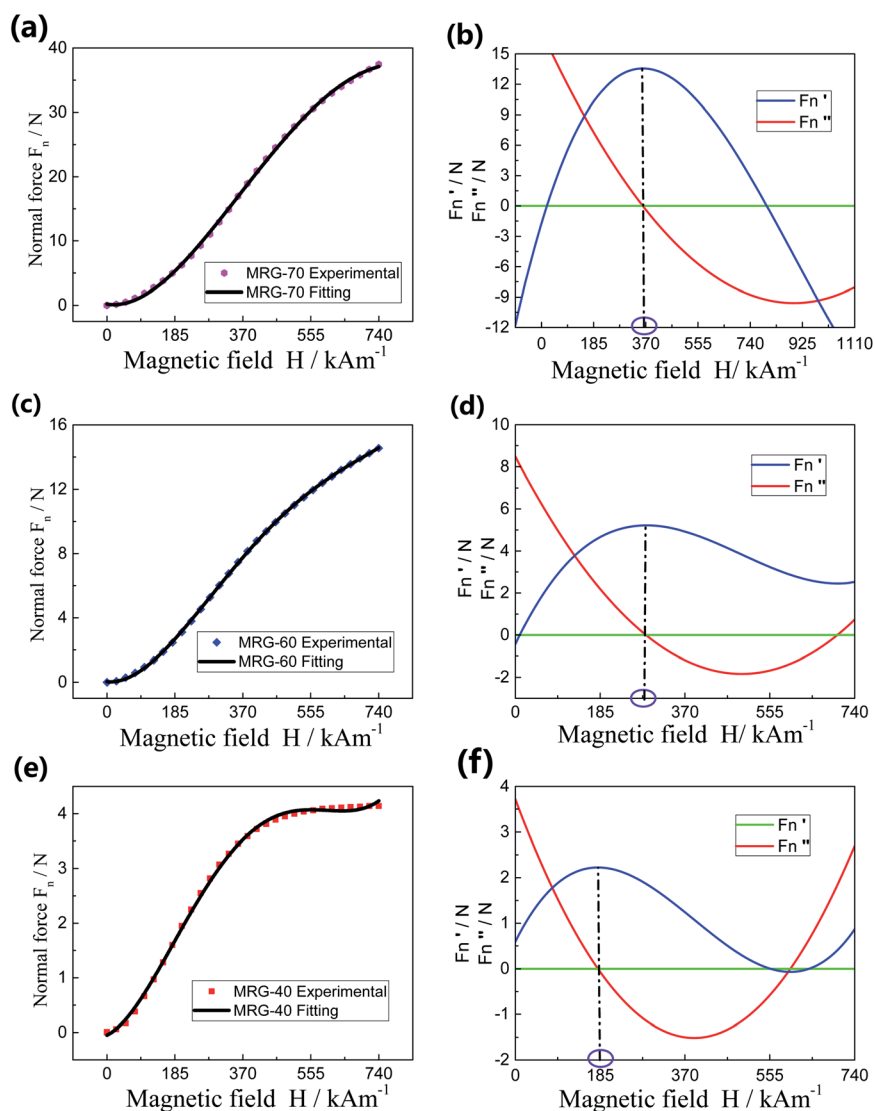 (a)
40
30
20
10
0
Normal force Fn / N
MRG-70 Experimental
MRG-70 Fitting
0 185 370 555 740
Magnetic field H / kAm-1
(b)
15
12
9
6
3
0
-3
-6
-9
-12
Fn ' / N
Fn '' / N
Fn '
Fn ''
0 185 370 555 740 925 1110
Magnetic field H/ kAm-1
(c)
16
12
8
4
0
Normal force Fn / N
MRG-60 Experimental
MRG-60 Fitting
0 185 370 555 740
Magnetic field H / kAm-1
(d)
10
8
6
4
2
0
-2
Fn ' / N
Fn '' / N
Fn '
Fn ''
0 185 370 555 740
Magnetic field H/ kAm-1
(e)
4
3
2
1
0
Normal force Fn / N
MRG-40 Experimental
MRG-40 Fitting
0 185 370 555 740
Magnetic field H / kAm-1
(f)
4
3
2
1
0
-1
-2
Fn ' / N
Fn '' / N
Fn '
Fn ''
0 185 370 555 740
Magnetic field H / kAm-1